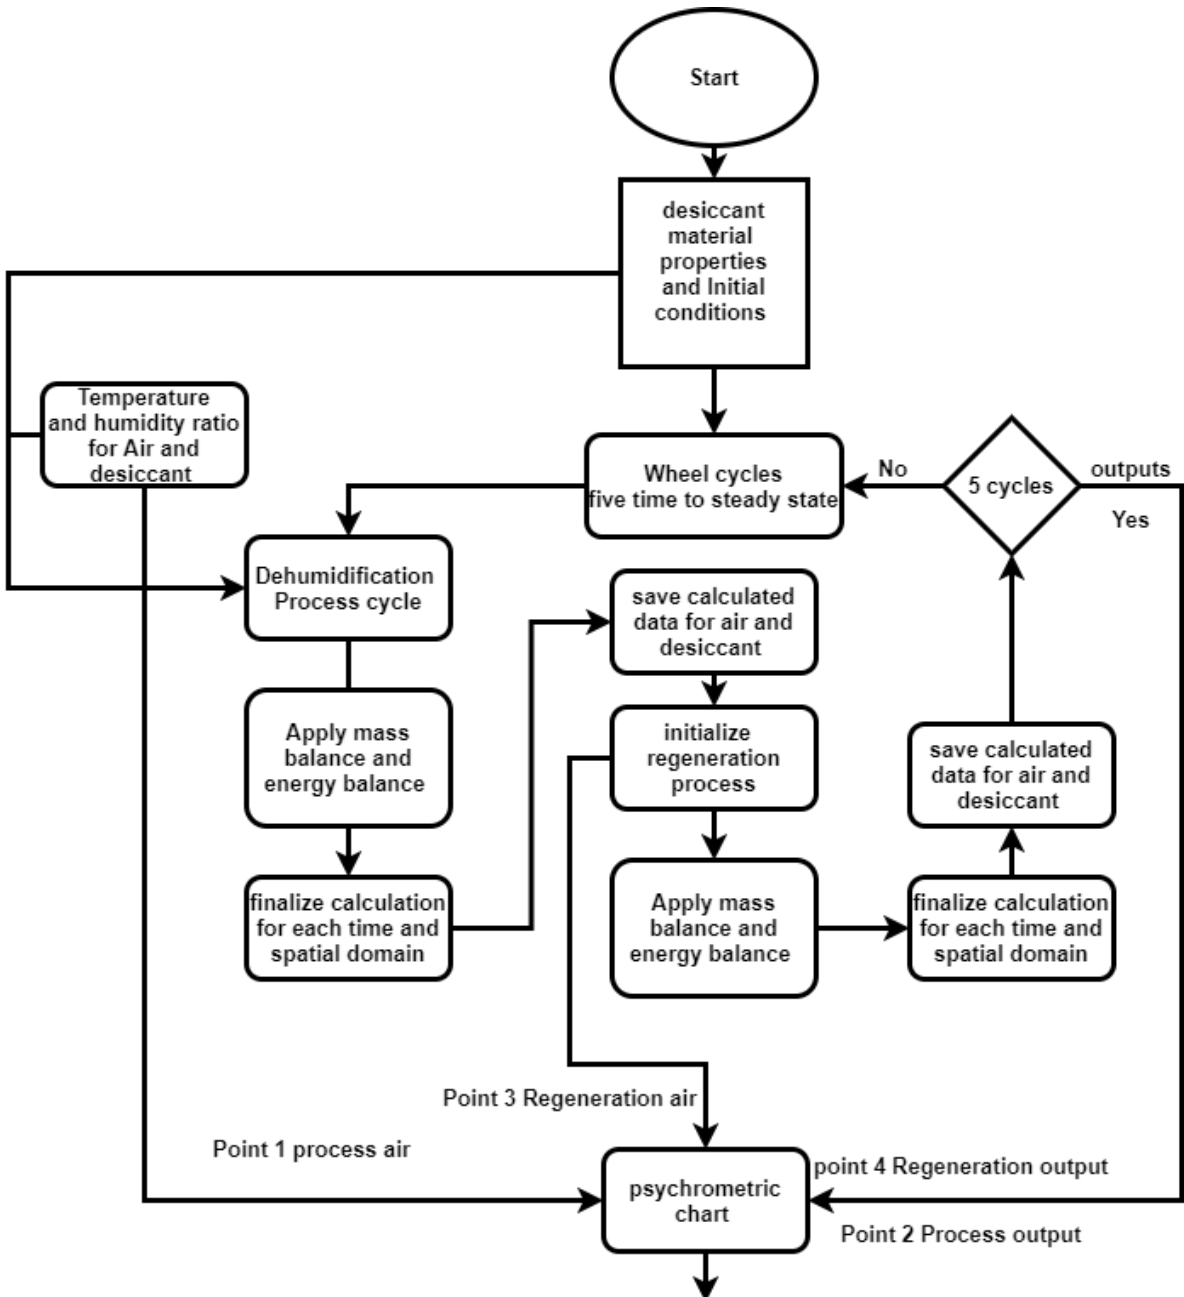 Start
desiccant
material
properties
and Initial
conditions
Temperature
and humidity ratio
for Air and
desiccant
Wheel cycles
five time to steady state
No
5 cycles
outputs
Yes
Dehumidification
Process cycle
save calculated
data for air and
desiccant
Apply mass
balance and
energy balance
initialize
regeneration
process
save calculated
data for air and
desiccant
finalize calculation
for each time and
spatial domain
Apply mass
balance and
energy balance
finalize calculation
for each time and
spatial domain
Point 3 Regeneration air
Point 1 process air
point 4 Regeneration output
psychrometric
chart
Point 2 Process output